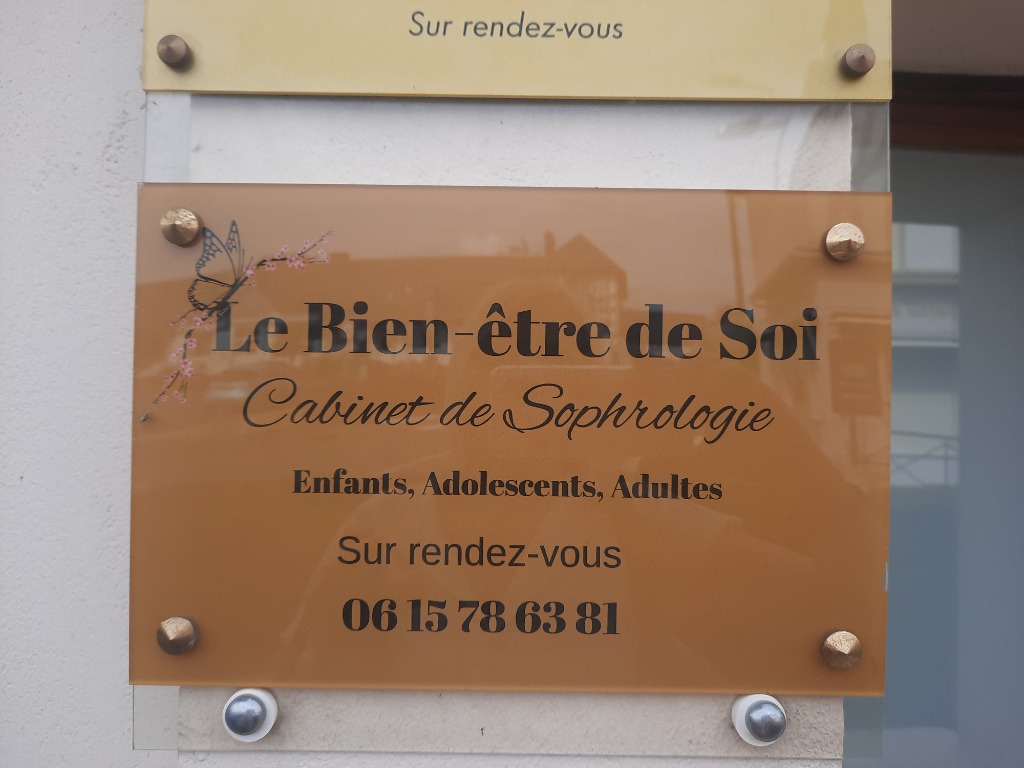 Sur rendez-vous
Le Bien-être de Soi
Cabinet de Sophrologie
Enfants, Adolescents, Adultes
Sur rendez-vous
06 15 78 63 81